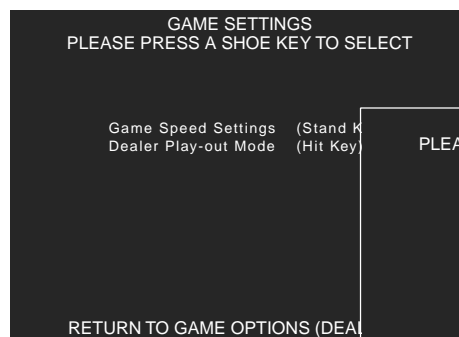 GAME SETTINGS
PLEASE PRESS A SHOE KEY TO SELECT
Game Speed Settings (Stand K
Dealer Play-out Mode (Hit Key)
PLEA
RETURN TO GAME OPTIONS (DEAL